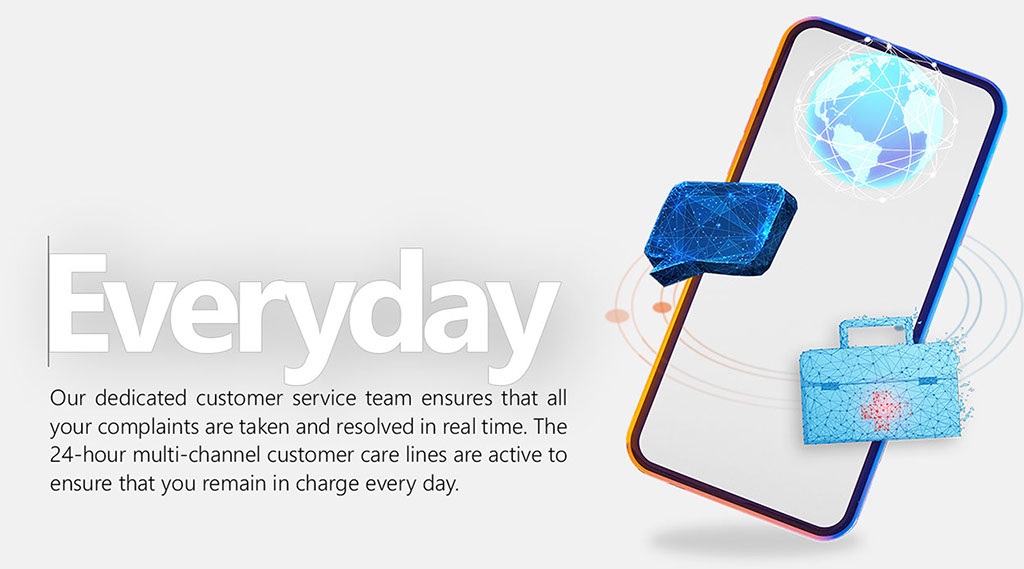 Everyday
Our dedicated customer service team ensures that all
your complaints are taken and resolved in real time. The
24-hour multi-channel customer care lines are active to
ensure that you remain in charge every day.